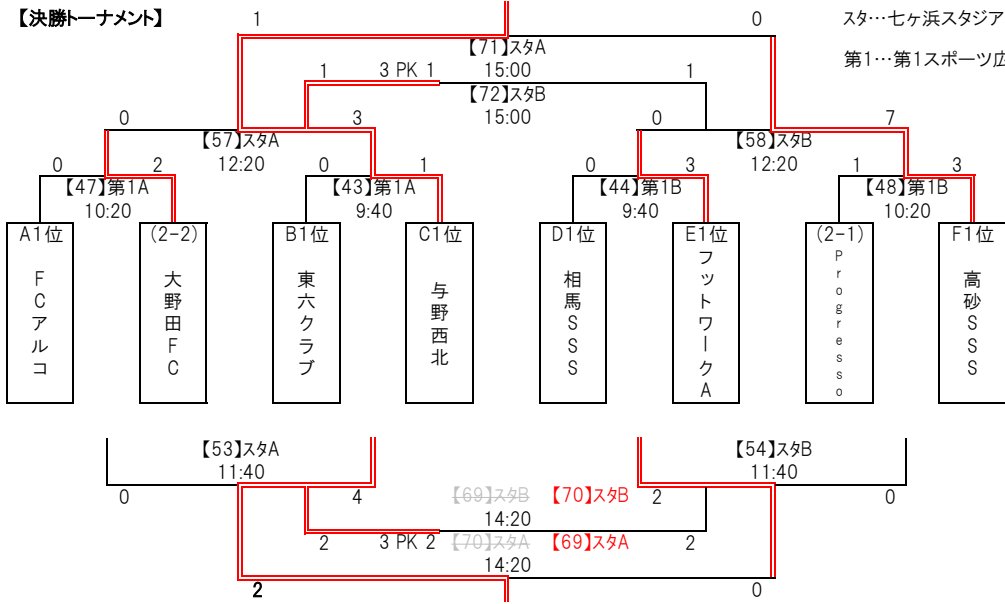 【決勝トーナメント】
1
0
スタ…七ヶ浜スタジア
【71】スタA
15:00
第1…第1スポーツ広
1
3 PK 1
1
【72】スタB
15:00
0
3
0
7
【57】スタA
12:20
【58】スタB
12:20
0
2
0
1
0
3
1
3
【47】第1A
10:20
【43】第1A
9:40
【44】第1B
9:40
【48】第1B
10:20
A1位
FCアルコ
(2-2)
大野田FC
B1位
東六クラブ
C1位
与野西北
D1位
相馬SSS
E1位
フットワークA
(2-1)
Progresso
F1位
高砂SSS
【53】スタA
11:40
【54】スタB
11:40
0
4
【69】スタB
【70】スタB
2
0
14:20
2
3 PK 2
【70】スタA
【69】スタA
2
14:20
2
0